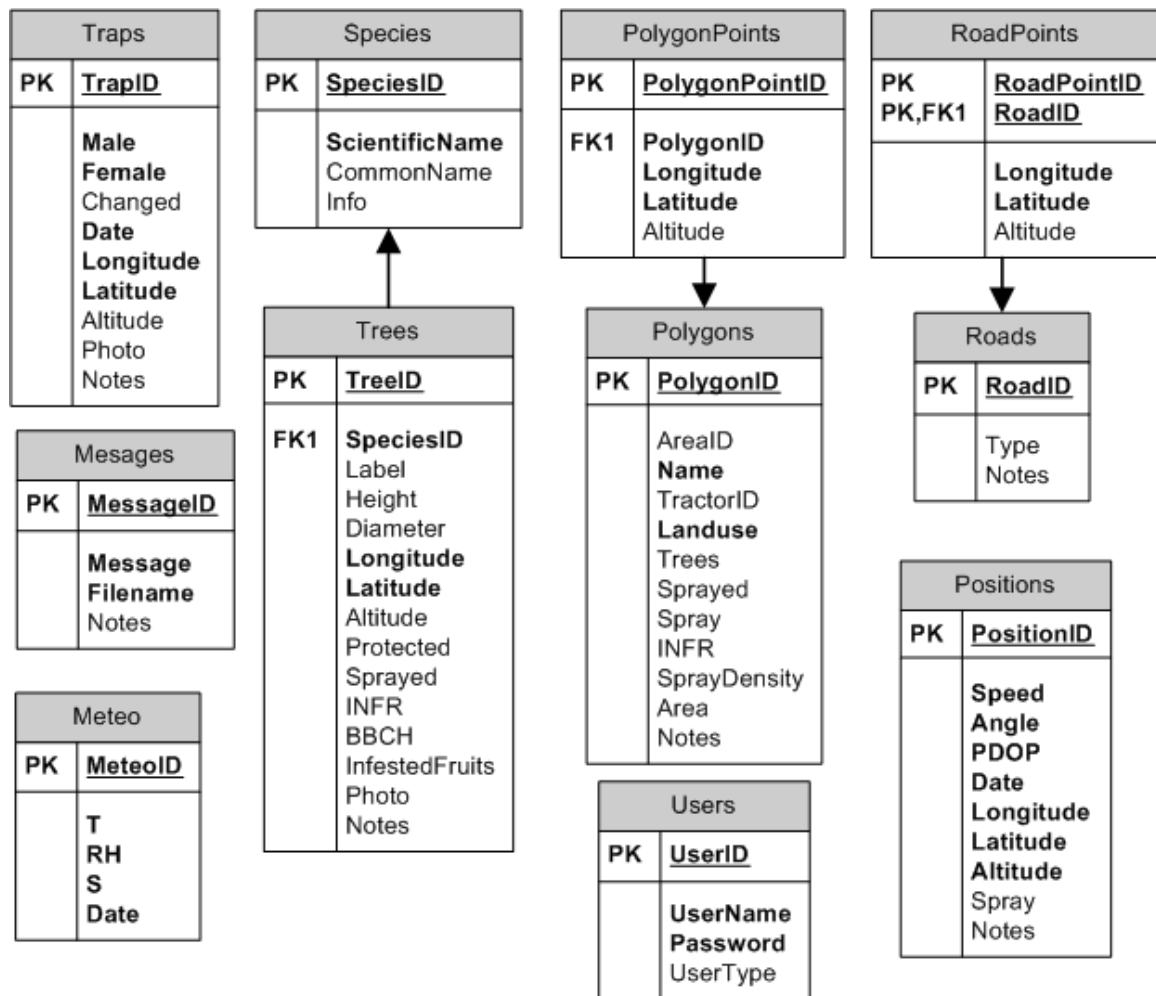 Traps
PK TrapID
Male
Female
Changed
Date
Longitude
Latitude
Altitude
Photo
Notes
Species
PK SpeciesID
ScientificName
CommonName
Info
PolygonPoints
PK PolygonPointID
FK1 PolygonID
Longitude
Latitude
Altitude
RoadPoints
PK RoadPointID
PK,FK1 RoadID
Longitude
Latitude
Altitude
Trees
PK TreeID
FK1 SpeciesID
Label
Height
Diameter
Longitude
Latitude
Altitude
Protected
Sprayed
INFR
BBCH
InfestedFruits
Photo
Notes
Polygons
PK PolygonID
AreaID
Name
TractorID
Landuse
Trees
Sprayed
Spray
INFR
SprayDensity
Area
Notes
Roads
PK RoadID
Type
Notes
Mesages
PK MessageID
Message
Filename
Notes
Positions
PK PositionID
Speed
Angle
PDOP
Date
Longitude
Latitude
Altitude
Spray
Notes
Meteo
PK MeteoID
T
RH
S
Date
Users
PK UserID
UserName
Password
UserType